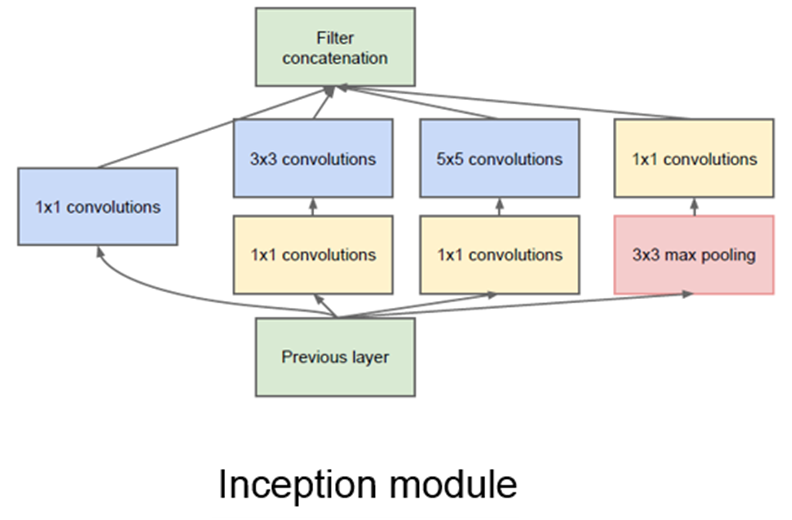 Filter
concatenation
3x3 convolutions
5x5 convolutions
1x1 convolutions
1x1 convolutions
1x1 convolutions
1x1 convolutions
3x3 max pooling
Previous layer
Inception module